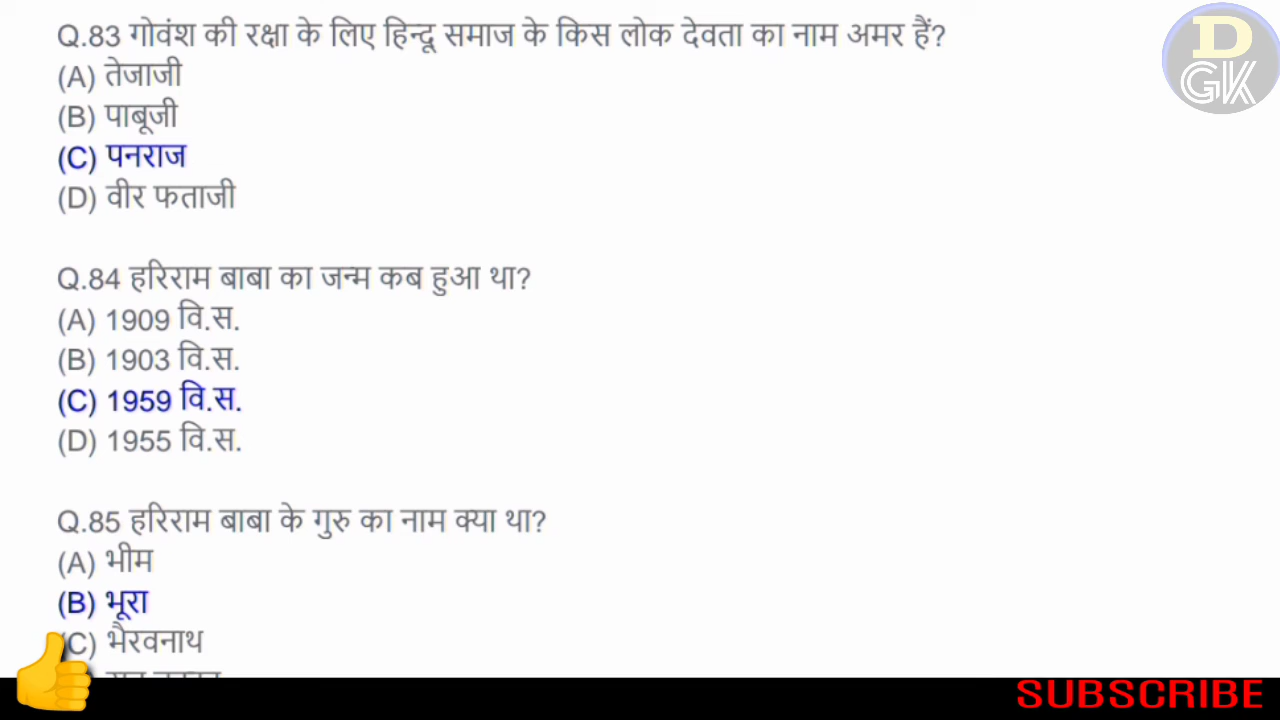 Q.83 गोवंश की रक्षा के लिए हिन्दू समाज के किस लोक देवता का नाम अमर हैं?
(A) तेजाजी
(B) पाबूजी
(C) पनराज
(D) वीर फताजी
Q.84 हरिराम बाबा का जन्म कब हुआ था?
(A) 1909 वि.स.
(B) 1903 वि.स.
(C) 1959 वि.स.
(D) 1955 वि.स.
Q.85 हरिराम बाबा के गुरु का नाम क्या था?
(A) भीम
(B) भूरा
(C) भैरवनाथ
D
GK
SUBSCRIBE